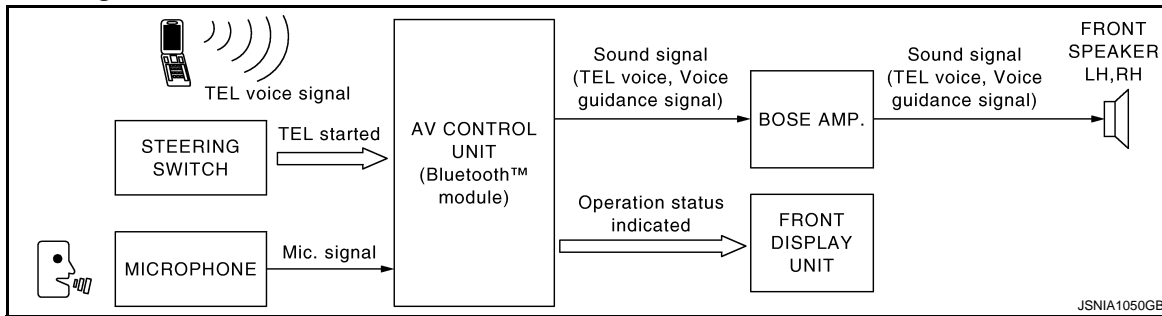 TEL voice signal
STEERING
SWITCH
TEL started
MICROPHONE
Mic. signal
AV CONTROL
UNIT
(Bluetooth™
module)
Sound signal
(TEL voice, Voice
guidance signal)
BOSE AMP.
Sound signal
(TEL voice, Voice
guidance signal)
FRONT
SPEAKER
LH,RH
Operation status
indicated
FRONT
DISPLAY
UNIT
JSNIA1050GB